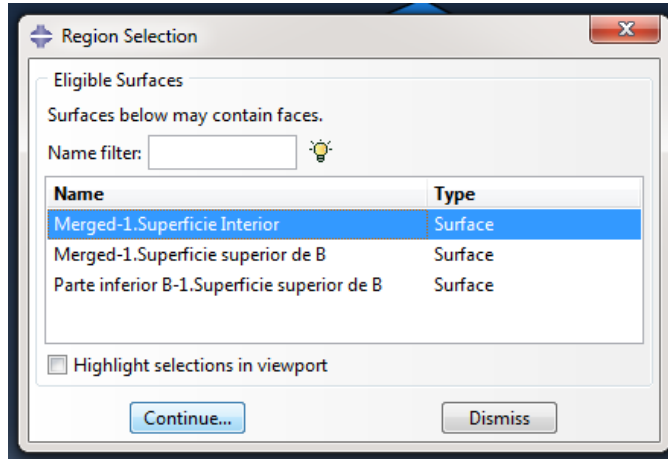 Region Selection
x
Eligible Surfaces
Surfaces below may contain faces.
Name filter:
Name Type
Merged-1.Superficie Interior Surface
Merged-1.Superficie superior de B Surface
Parte inferior B-1.Superficie superior de B Surface
Highlight selections in viewport
Continue... Dismiss